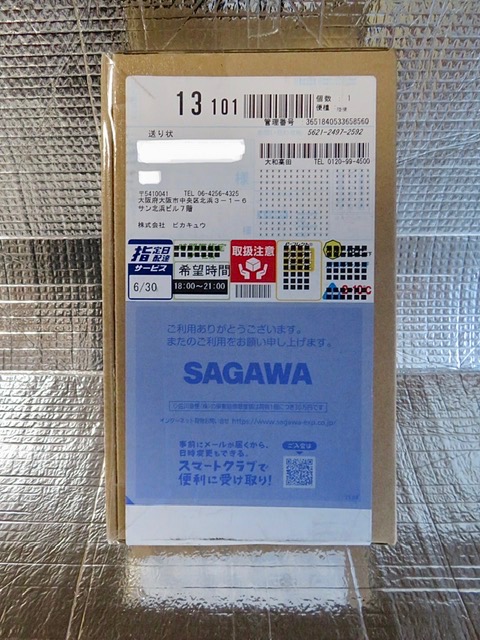 13 101
個数 1
便種
管理番号 3651840533658560
5621-2497-2592
送り状
大和高田 TEL 0120-99-4500
〒5410041 TEL 06-4256-4325
大阪府大阪市中央区北浜3-1-6
サン北浜ビル7階
株式会社 ピカキュウ
指定日配達
サービス
6/30
希望時間
18:00~21:00
取扱注意
ご利用ありがとうございます。
またのご利用をお願い申し上げます。
SAGAWA
事前にメールが届くから、
日時変更もできる。
スマートクラブで
便利に受け取り!